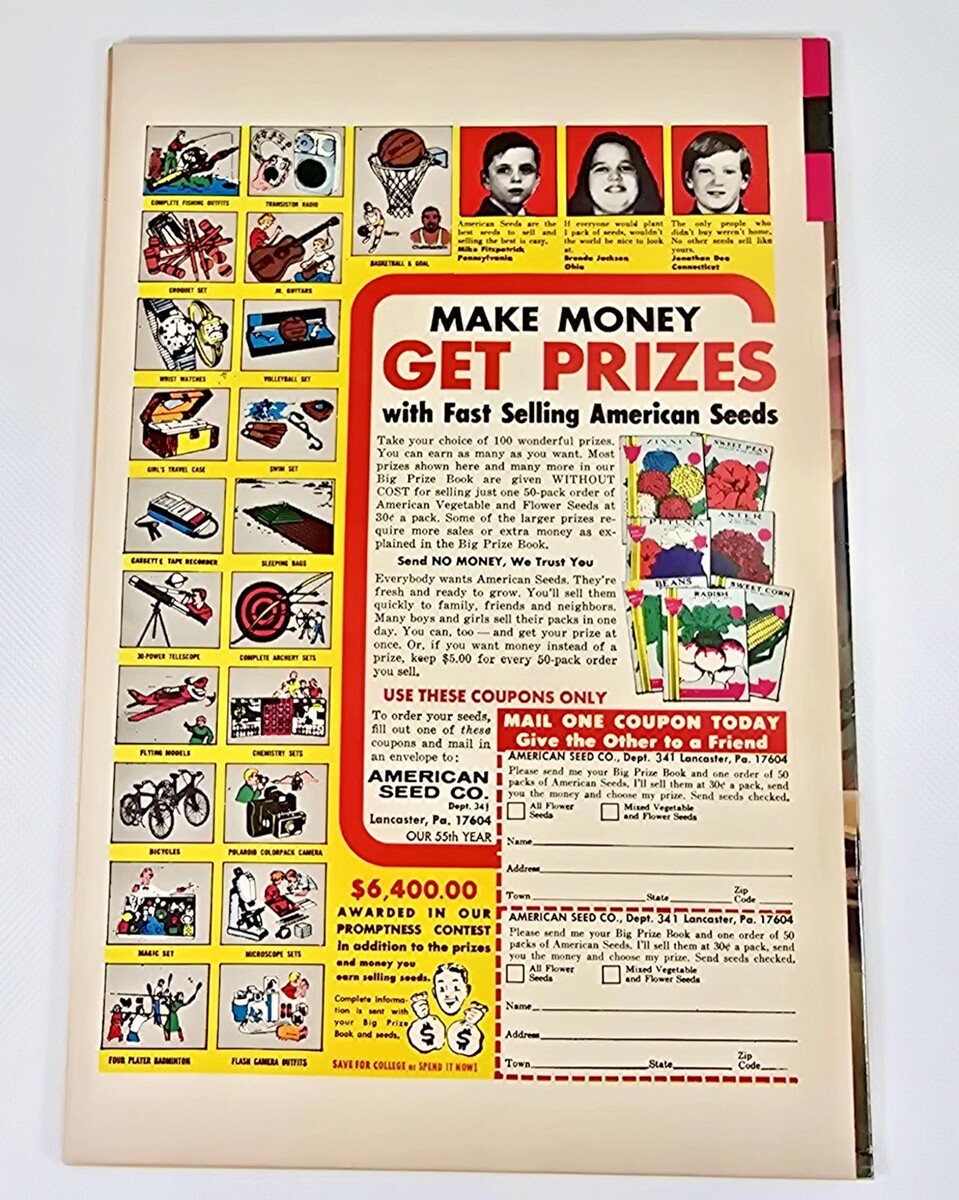 COMPLETE FISHING OUTFITS
TRANSISTOR RADIO
CROQUET SET
JR. GUITARS
WRIST WATCHES
VOLLEYBALL SET
GIRL'S TRAVEL CASE
SWIM SET
CASSETTE TAPE RECORDER
SLEEPING BAGS
30-POWER TELESCOPE
COMPLETE ARCHERY SETS
FLYING MODELS
CHEMISTRY SETS
BICYCLES
POLAROID COLORPACK CAMERA
MAGIC SET
MICROSCOPE SETS
FOUR PLAYER BADMINTON
FLASH CAMERA OUTFITS
BASKETBALL & GOAL
American Seeds are the
best seeds to sell and
selling the best is easy.
Mike Fitzpatrick
Pennsylvania
If everyone would plant
1 pack of seeds, wouldn't
the world be nice to look
at.
Brenda Jackson
Ohio
The only people who
didn't buy weren't home.
No other seeds sell like
yours.
Jonathan Dee
Connecticut
MAKE MONEY
GET PRIZES
with Fast Selling American Seeds
Take your choice of 100 wonderful prizes.
You can earn as many as you want. Most
prizes shown here and many more in our
Big Prize Book are given WITHOUT
COST for selling just one 50-pack order of
American Vegetable and Flower Seeds at
30¢ a pack. Some of the larger prizes re-
quire more sales or extra money as ex-
plained in the Big Prize Book.
Send NO MONEY, We Trust You
Everybody wants American Seeds. They're
fresh and ready to grow. You'll sell them
quickly to family, friends and neighbors.
Many boys and girls sell their packs in one
day. You can, too — and get your prize at
once. Or, if you want money instead of a
prize, keep $5.00 for every 50-pack order
you sell.
ZINNIA
SWEET PEAS
PETUNIA
ASTER
BEANS
RADISH
SWEET CORN
USE THESE COUPONS ONLY
To order your seeds,
fill out one of these
coupons and mail in
an envelope to:
AMERICAN
SEED CO.
Dept. 341
Lancaster, Pa. 17604
OUR 55th YEAR
MAIL ONE COUPON TODAY
Give the Other to a Friend
AMERICAN SEED CO., Dept. 341 Lancaster, Pa. 17604
Please send me your Big Prize Book and one order of 50
packs of American Seeds. I'll sell them at 30¢ a pack, send
you the money and choose my prize. Send seeds checked.
All Flower
Seeds
Mixed Vegetable
and Flower Seeds
Name
Address
Town State Zip
Code
AMERICAN SEED CO., Dept. 341 Lancaster, Pa. 17604
Please send me your Big Prize Book and one order of 50
packs of American Seeds. I'll sell them at 30¢ a pack, send
you the money and choose my prize. Send seeds checked.
All Flower
Seeds
Mixed Vegetable
and Flower Seeds
Name
Address
Town State Zip
Code
$6,400.00
AWARDED IN OUR
PROMPTNESS CONTEST
In addition to the prizes
and money you
earn selling seeds.
Complete informa-
tion is sent with
your Big Prize
Book and seeds.
$ $
SAVE FOR COLLEGE or SPEND IT NOW!